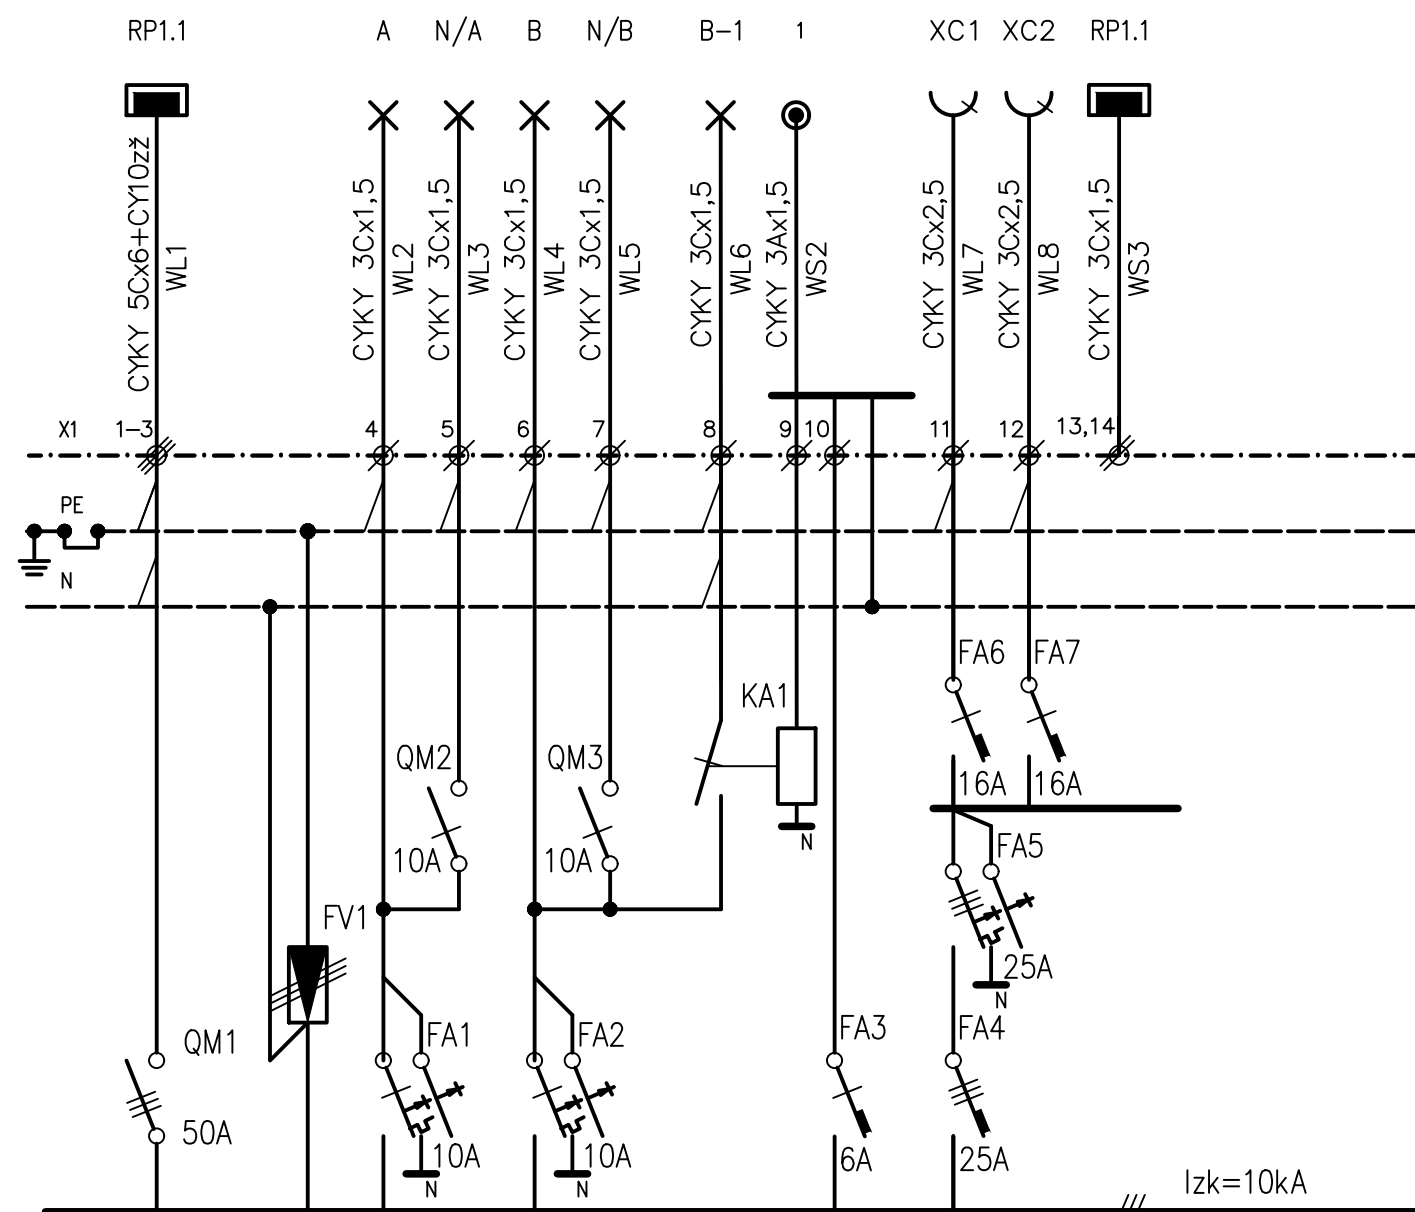 RP1.1 A N/A B N/B B-1 1 XC1 XC2 RP1.1
CYKY 5Cx6+CY10zž
WL1
CYKY 3Cx1,5
WL2
CYKY 3Cx1,5
WL3
CYKY 3Cx1,5
WL4
CYKY 3Cx1,5
WL5
CYKY 3Cx1,5
WL6
CYKY 3Ax1,5
WS2
CYKY 3Cx2,5
WL7
CYKY 3Cx2,5
WL8
CYKY 3Cx1,5
WS3
X1 1-3 4 5 6 7 8 9 10 11 12 13,14
PE
N
FA6 FA7
KA1
QM2 QM3
16A 16A
N
FA5
10A 10A
FV1
25A
N
QM1 FA1 FA2 FA3 FA4
50A
10A 10A 6A 25A
N N
Izk=10kA